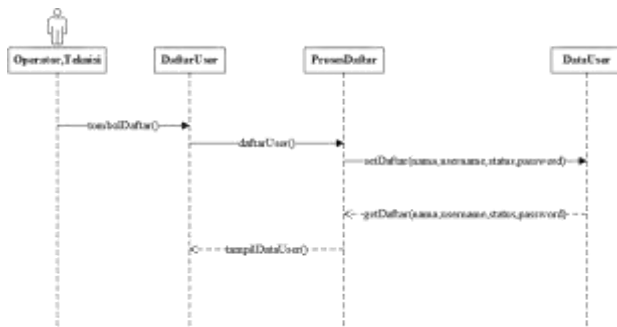 Operator,Teknisi
DaftarUser
ProsesDaftar
DataUser
tombolDaftar()
daftarUser()
setDaftar(nama,username,status,password)
getDaftar(nama,username,status,password)
tampilDataUser()